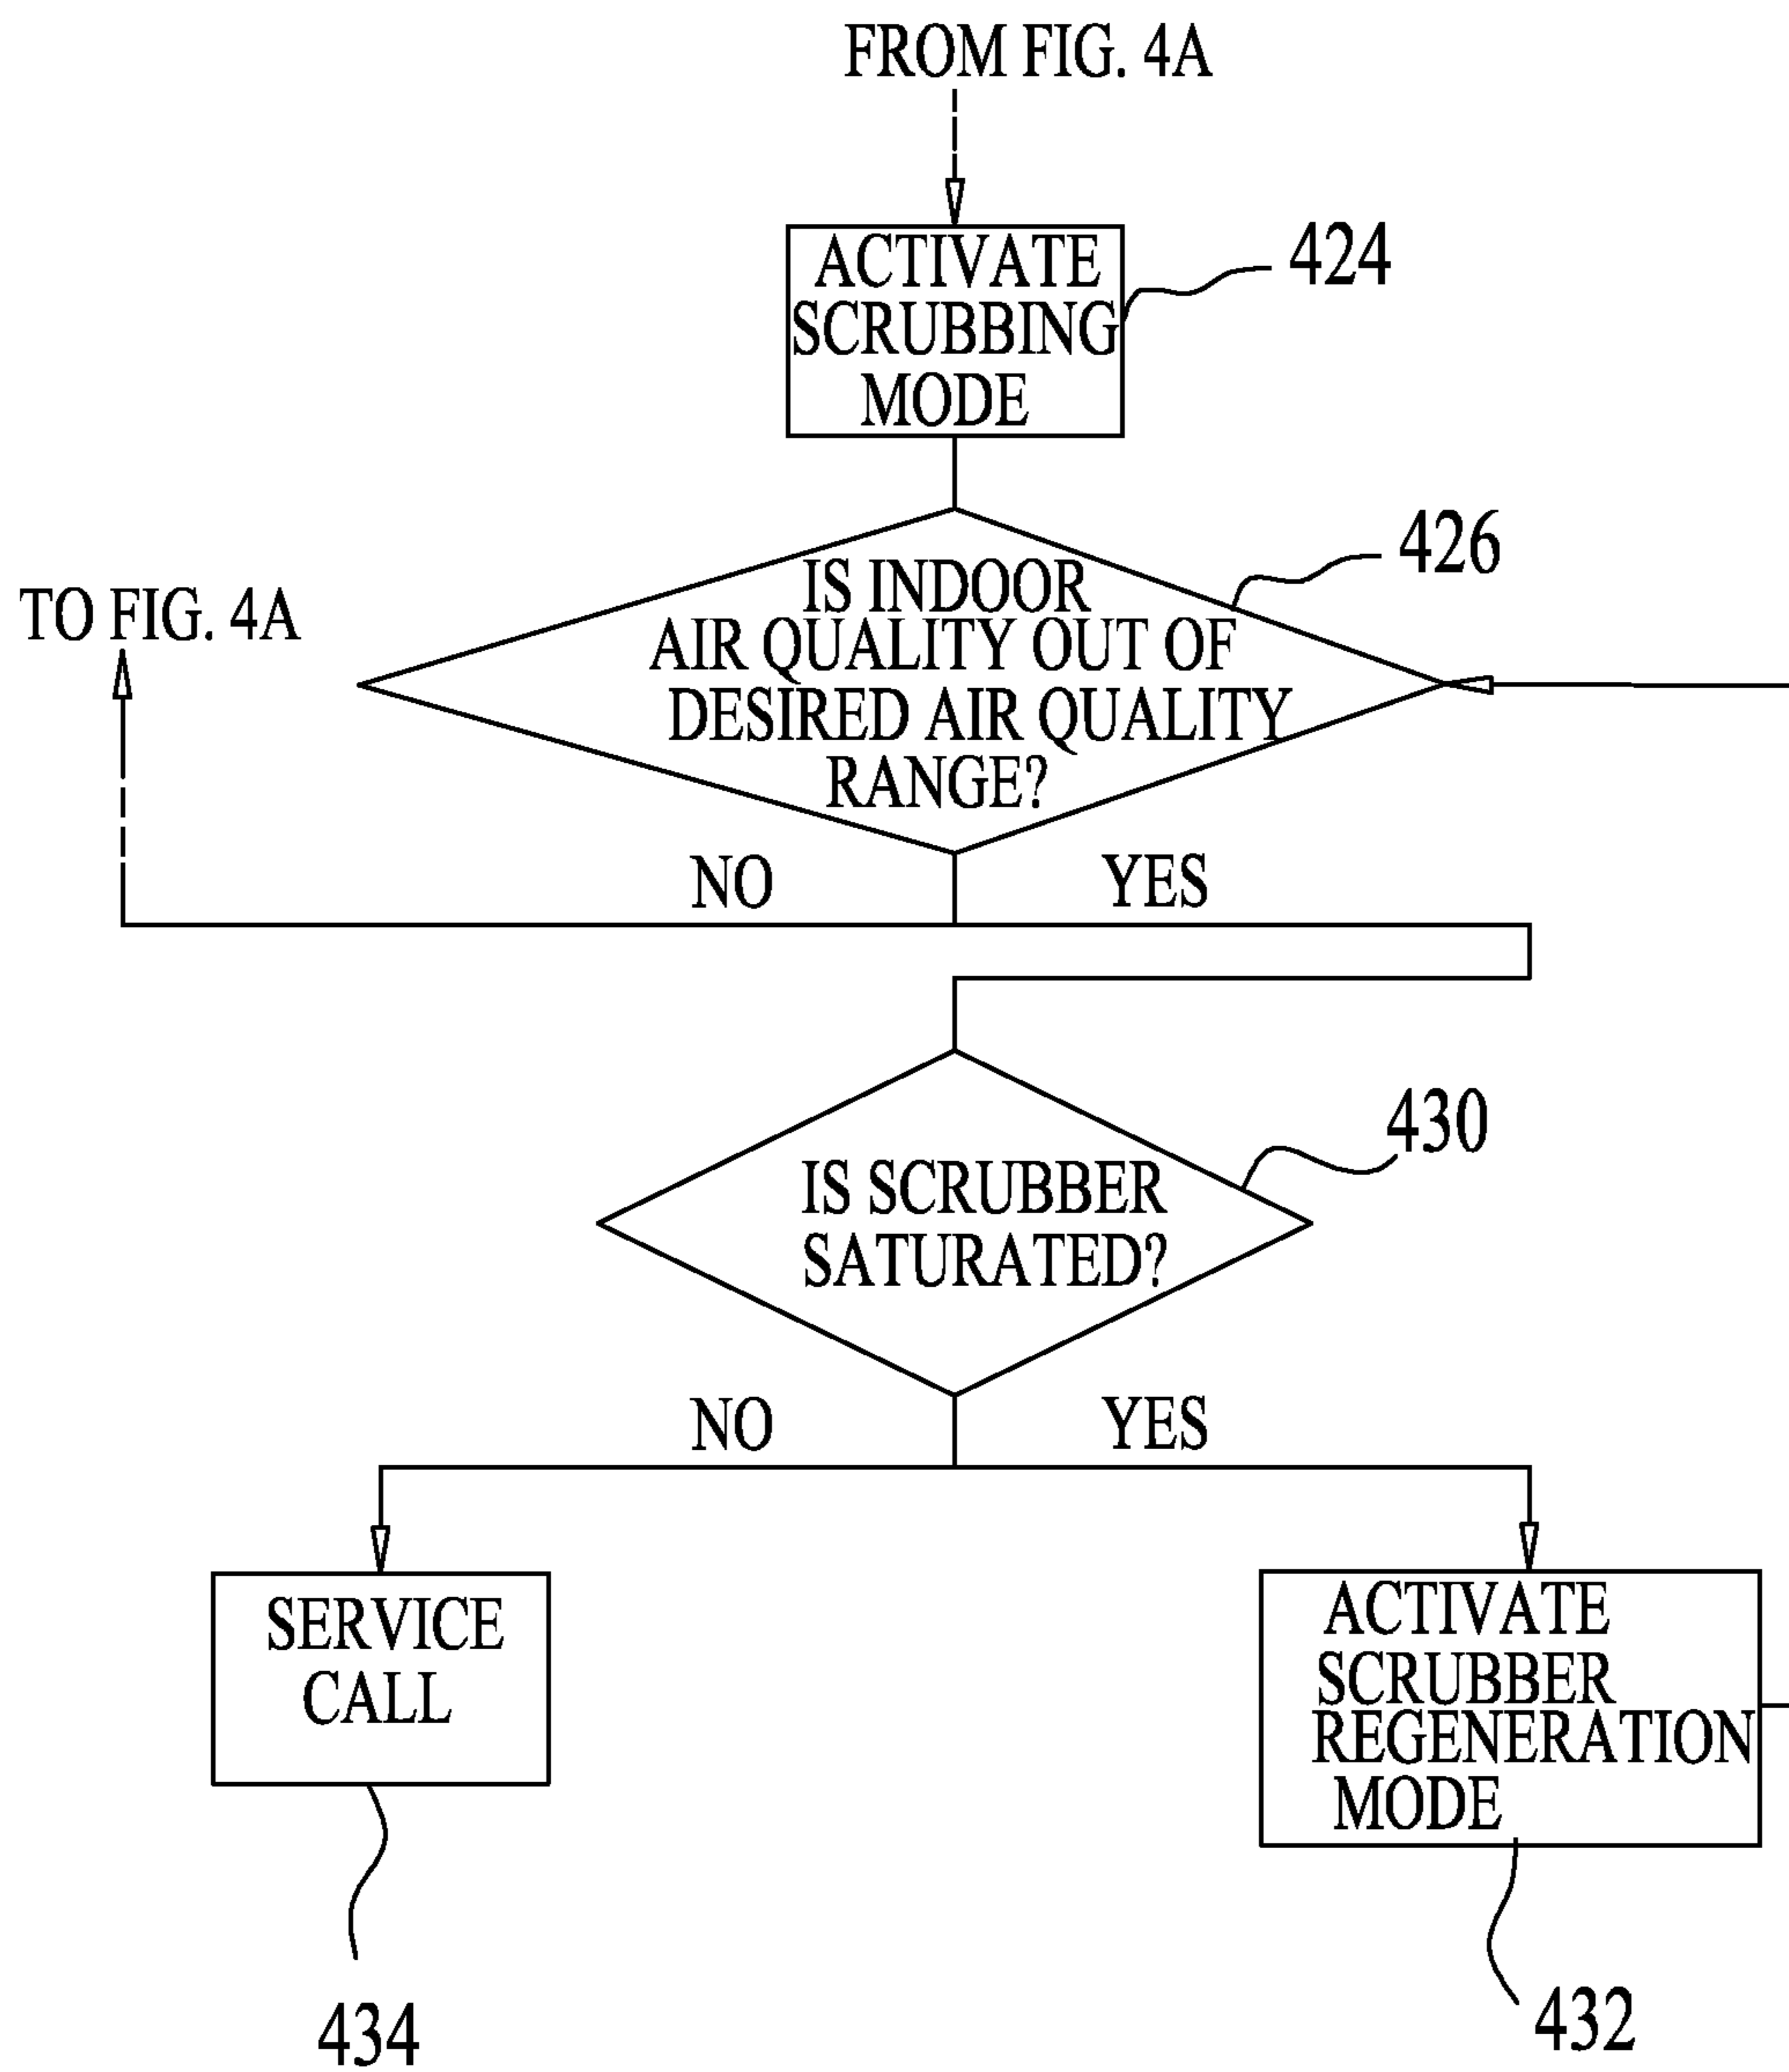 FROM FIG. 4A
ACTIVATE
SCRUBBING
MODE
424
426
IS INDOOR
AIR QUALITY OUT OF
DESIRED AIR QUALITY
RANGE?
TO FIG. 4A
NO
YES
430
IS SCRUBBER
SATURATED?
NO
YES
SERVICE
CALL
ACTIVATE
SCRUBBER
REGENERATION
MODE
434
432